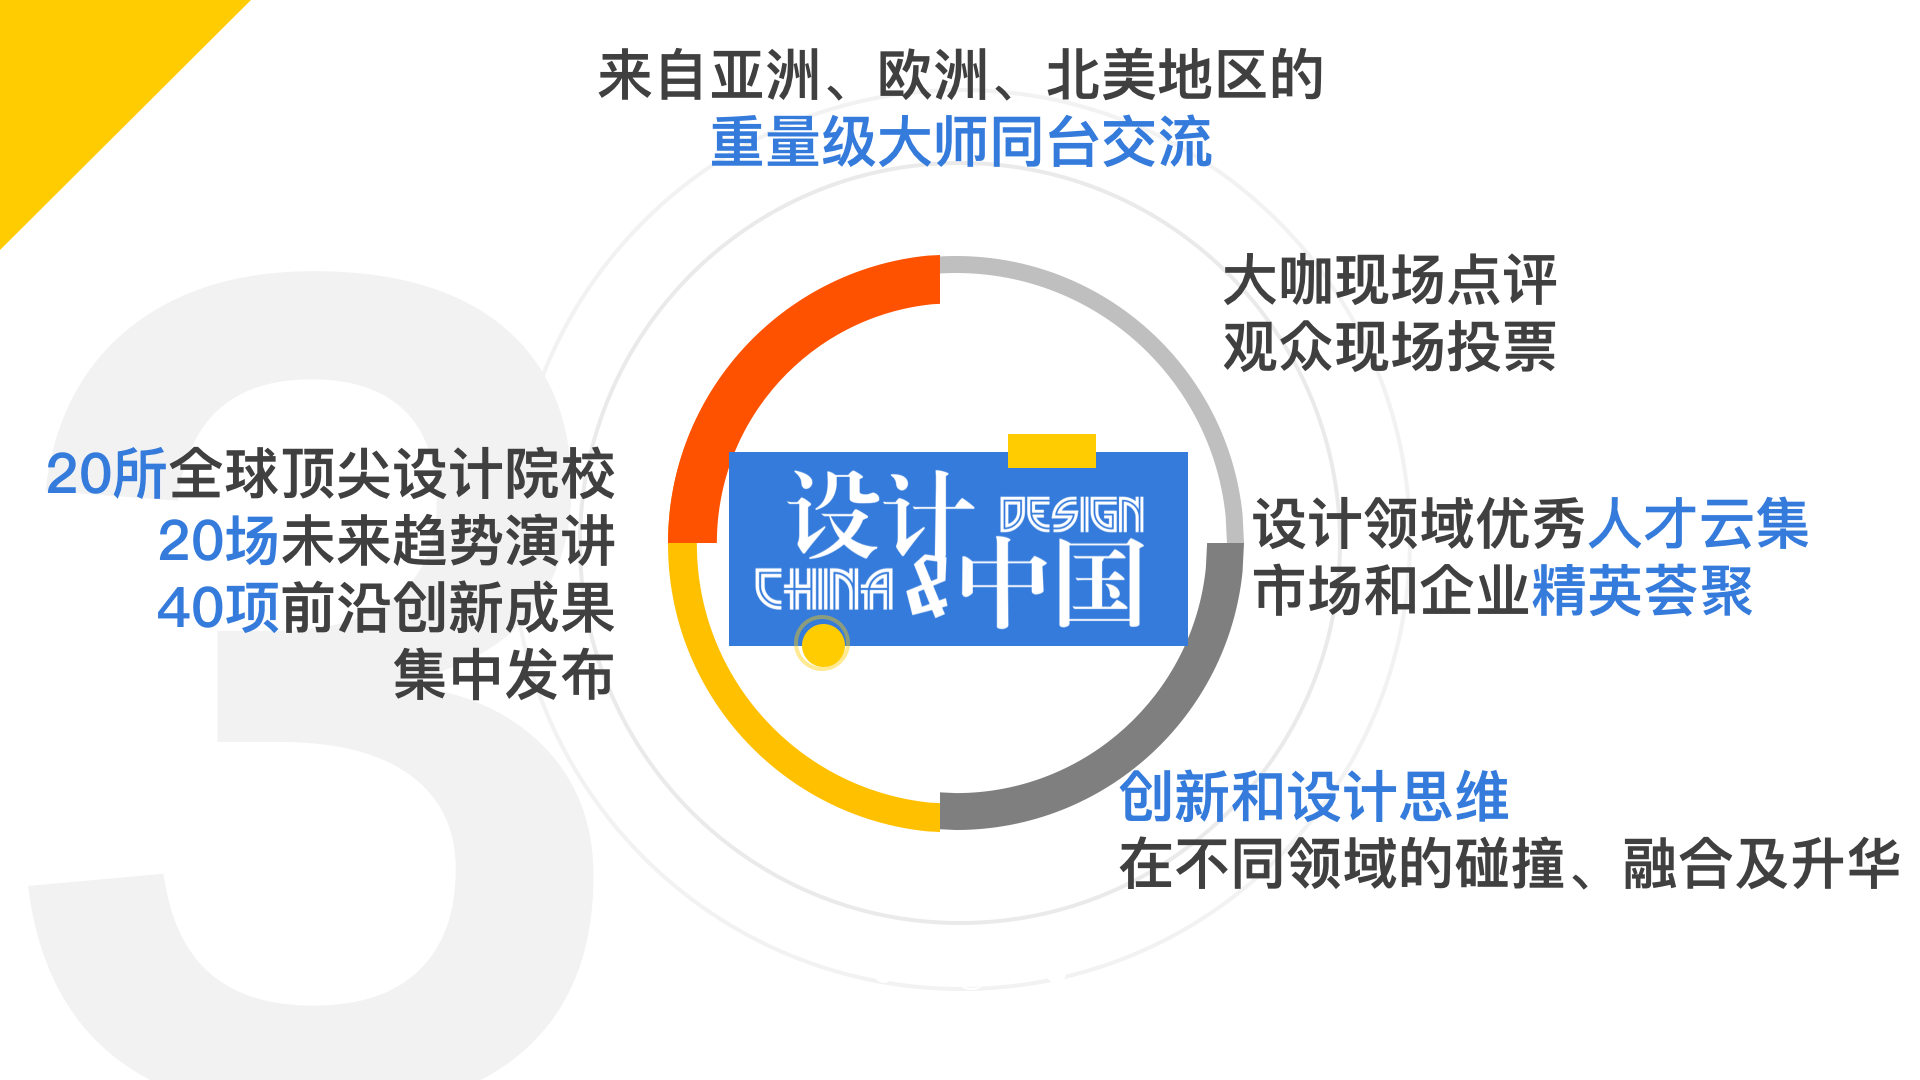 来自亚洲、欧洲、北美地区的
重量级大师同台交流
大咖现场点评
观众现场投票
20所全球顶尖设计院校
20场未来趋势演讲
40项前沿创新成果
集中发布
设计 DESIGN
CHINA & 中国
设计领域优秀人才云集
市场和企业精英荟聚
创新和设计思维
在不同领域的碰撞、融合及升华
3